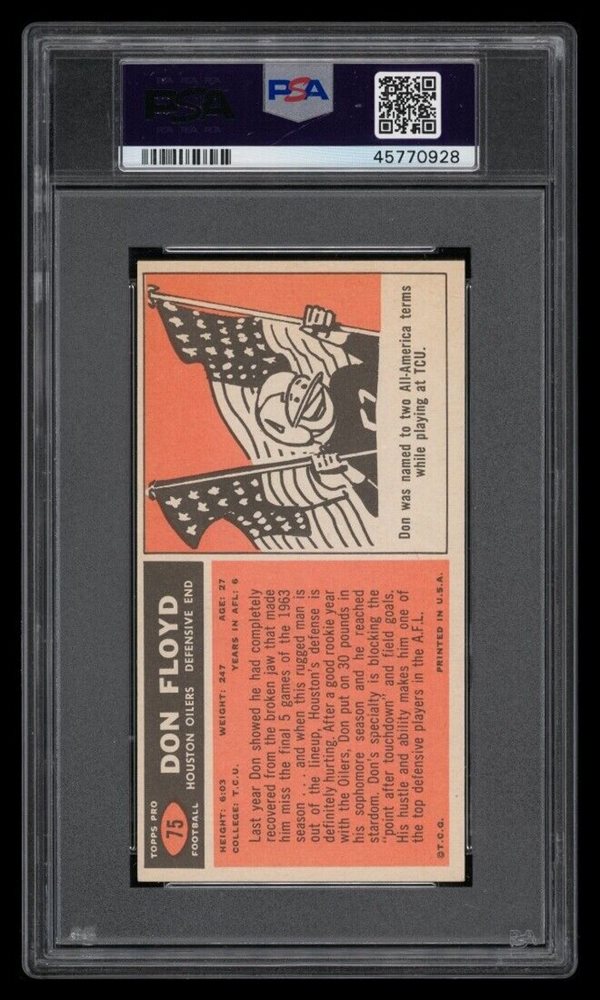 PSA
PSA
45770928
TOPPS PRO
75
FOOTBALL
DON FLOYD
HOUSTON OILERS DEFENSIVE END
HEIGHT: 6:03 WEIGHT: 247 AGE: 27
COLLEGE: T.C.U. YEARS IN AFL: 6
Last year Don showed he had completely
recovered from the broken jaw that made
him miss the final 5 games of the 1963
season . . . and when this rugged man is
out of the lineup, Houston's defense is
definitely hurting. After a good rookie year
with the Oilers, Don put on 30 pounds in
his sophomore season and he reached
stardom. Don's specialty is blocking the
"point after touchdown" and field goals.
His hustle and ability makes him one of
the top defensive players in the A.F.L.
©T.C.G. PRINTED IN U.S.A.
Don was named to two All-America terms
while playing at TCU.